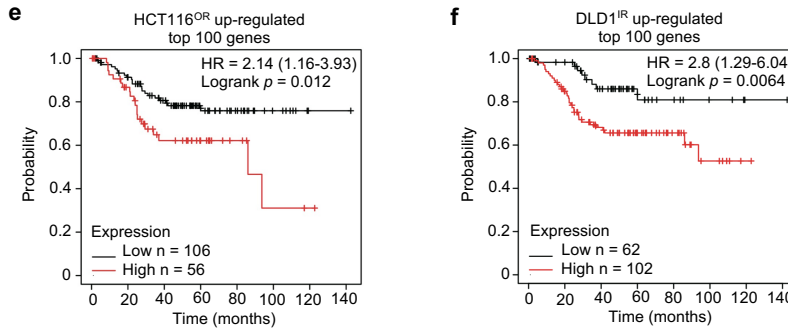 e
HCT116^OR up-regulated
top 100 genes
HR = 2.14 (1.16-3.93)
Logrank p = 0.012
Probability
1.0
0.8
0.6
0.4
0.2
0
Expression
Low n = 106
High n = 56
0 20 40 60 80 100 120 140
Time (months)
f
DLD1^IR up-regulated
top 100 genes
HR = 2.8 (1.29-6.04
Logrank p = 0.0064
Probability
1.0
0.8
0.6
0.4
0.2
0
Expression
Low n = 62
High n = 102
0 20 40 60 80 100 120 140
Time (months)